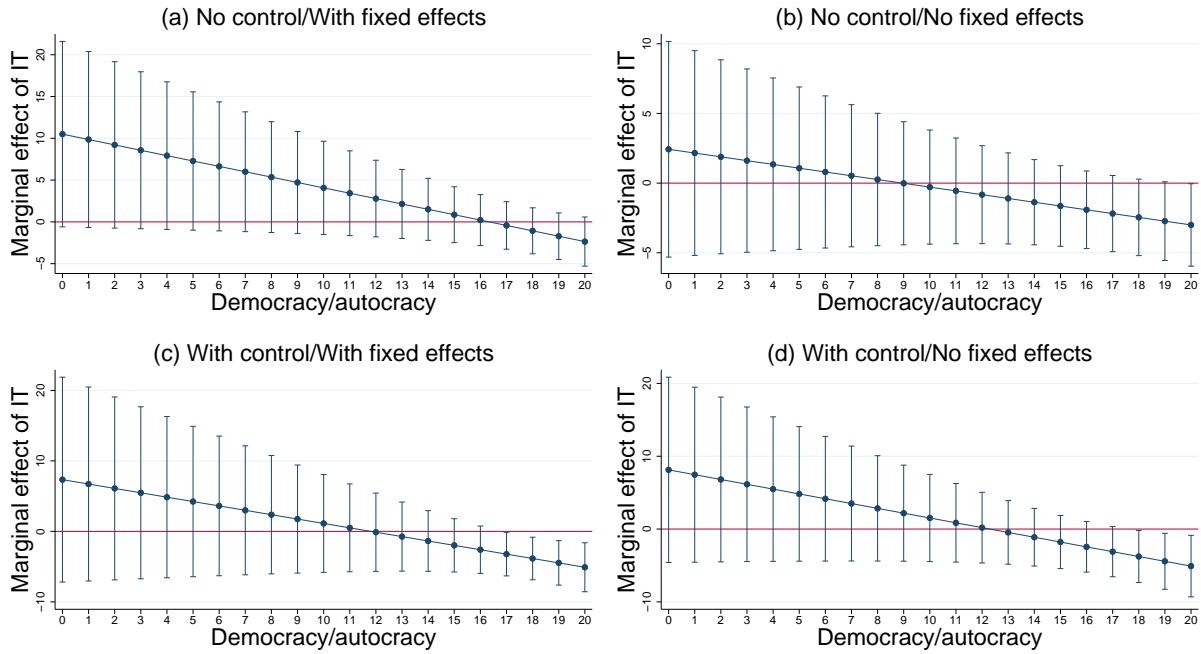 (a) No control/With fixed effects
Marginal effect of IT
20
15
10
5
0
−5
0 1 2 3 4 5 6 7 8 9 10 11 12 13 14 15 16 17 18 19 20
Democracy/autocracy
(b) No control/No fixed effects
Marginal effect of IT
10
5
0
−5
0 1 2 3 4 5 6 7 8 9 10 11 12 13 14 15 16 17 18 19 20
Democracy/autocracy
(c) With control/With fixed effects
Marginal effect of IT
20
10
0
−10
0 1 2 3 4 5 6 7 8 9 10 11 12 13 14 15 16 17 18 19 20
Democracy/autocracy
(d) With control/No fixed effects
Marginal effect of IT
20
10
0
−10
0 1 2 3 4 5 6 7 8 9 10 11 12 13 14 15 16 17 18 19 20
Democracy/autocracy